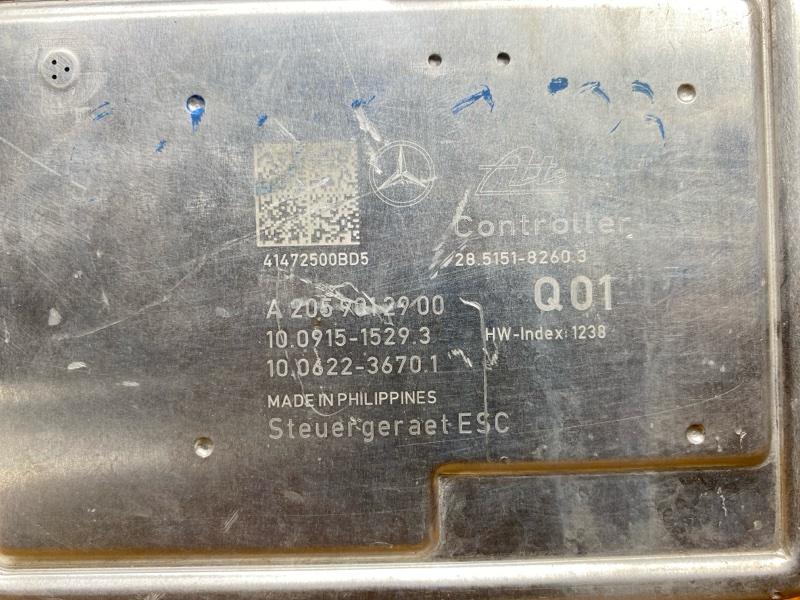 Ate
Controller
41472500BD5
28.5151-8260.3
A 205 901 29 00
Q01
10.0915-1529.3
HW-Index: 1238
10.0622-3670.1
MADE IN PHILIPPINES
Steuergeraet ESC